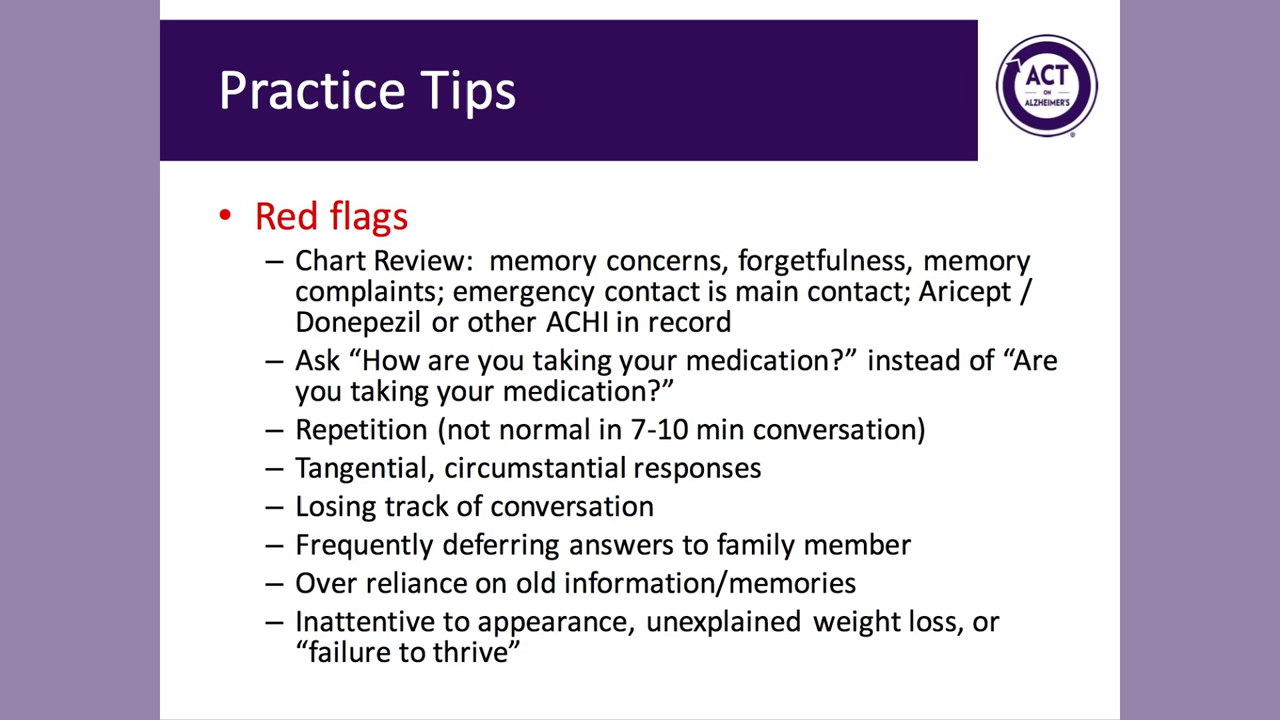 Practice Tips
ACT
ON
ALZHEIMER'S
®
• Red flags
– Chart Review:  memory concerns, forgetfulness, memory
complaints; emergency contact is main contact; Aricept /
Donepezil or other ACHI in record
– Ask “How are you taking your medication?” instead of “Are
you taking your medication?”
– Repetition (not normal in 7-10 min conversation)
– Tangential, circumstantial responses
– Losing track of conversation
– Frequently deferring answers to family member
– Over reliance on old information/memories
– Inattentive to appearance, unexplained weight loss, or
“failure to thrive”